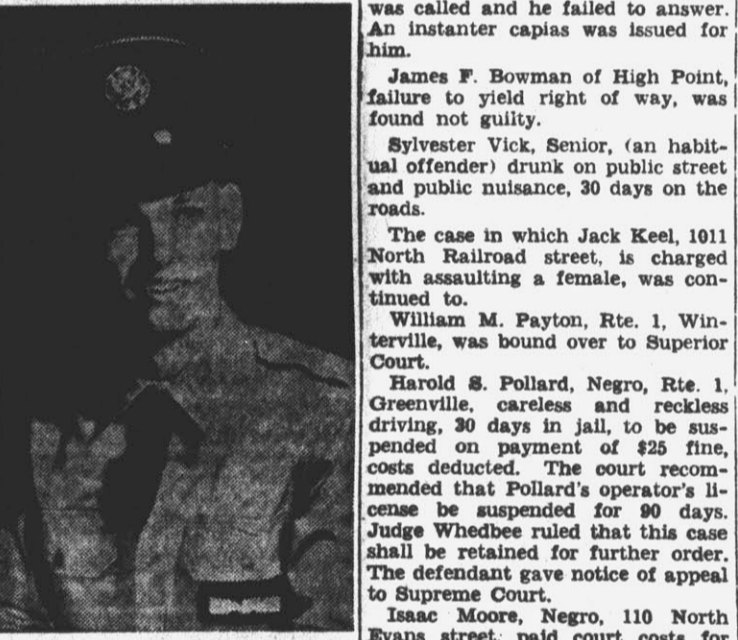 was called and he failed to answer.
An instanter capias was issued for
him.
James F. Bowman of High Point,
failure to yield right of way, was
found not guilty.
Sylvester Vick, Senior, (an habit-
ual offender) drunk on public street
and public nuisance, 30 days on the
roads.
The case in which Jack Keel, 1011
North Railroad street, is charged
with assaulting a female, was con-
tinued to.
William M. Payton, Rte. 1, Win-
terville, was bound over to Superior
Court.
Harold S. Pollard, Negro, Rte. 1,
Greenville, careless and reckless
driving, 30 days in jail, to be sus-
pended on payment of $25 fine,
costs deducted. The court recom-
mended that Pollard's operator's li-
cense be suspended for 90 days.
Judge Whedbee ruled that this case
shall be retained for further order.
The defendant gave notice of appeal
to Supreme Court.
Isaac Moore, Negro, 110 North
Evans street, paid court costs for